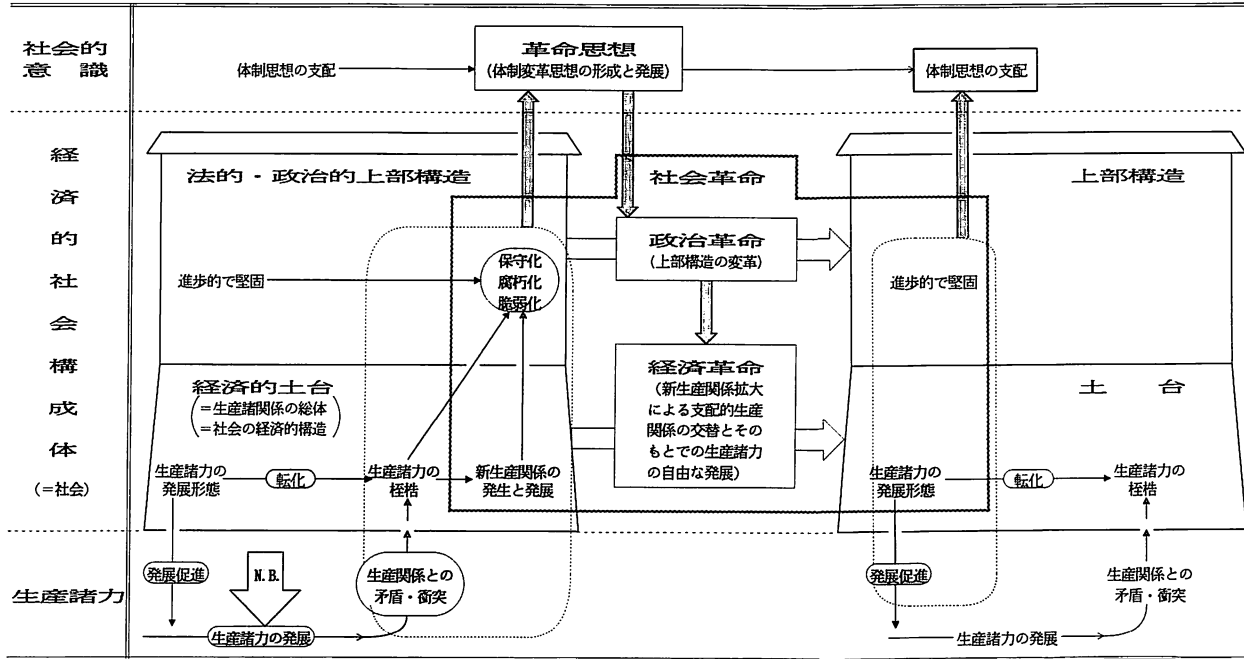 社会的
意識
体制思想の支配
革命思想
(体制変革思想の形成と発展)
体制思想の支配
経済的社会構成体
(=社会)
法的・政治的上部構造
社会革命
上部構造
進歩的で堅固
保守化
腐朽化
脆弱化
政治革命
(上部構造の変革)
進歩的で堅固
経済的土台
(=生産諸関係の総体
=社会の経済的構造)
経済革命
(新生産関係拡大
による支配的生産
関係の交替とその
もとでの生産諸力
の自由な発展)
土台
生産諸力の
発展形態
転化
生産諸力の
桎梏
新生産関係の
発生と発展
生産諸力の
発展形態
転化
生産諸力の
桎梏
生産諸力
発展促進
N.B.
生産関係との
矛盾・衝突
生産諸力の発展
発展促進
生産関係との
矛盾・衝突
生産諸力の発展